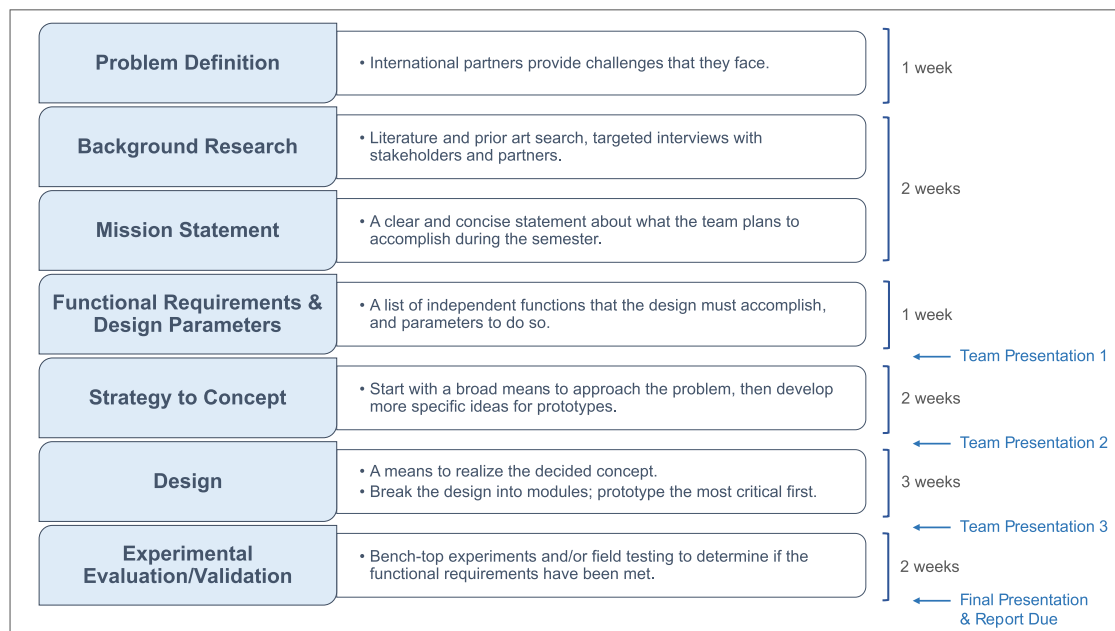 Problem Definition
• International partners provide challenges that they face.
1 week
Background Research
• Literature and prior art search, targeted interviews with
stakeholders and partners.
2 weeks
Mission Statement
• A clear and concise statement about what the team plans to
accomplish during the semester.
Functional Requirements &
Design Parameters
• A list of independent functions that the design must accomplish,
and parameters to do so.
1 week
Team Presentation 1
Strategy to Concept
• Start with a broad means to approach the problem, then develop
more specific ideas for prototypes.
2 weeks
Team Presentation 2
Design
• A means to realize the decided concept.
• Break the design into modules; prototype the most critical first.
3 weeks
Team Presentation 3
Experimental
Evaluation/Validation
• Bench-top experiments and/or field testing to determine if the
functional requirements have been met.
2 weeks
Final Presentation
& Report Due